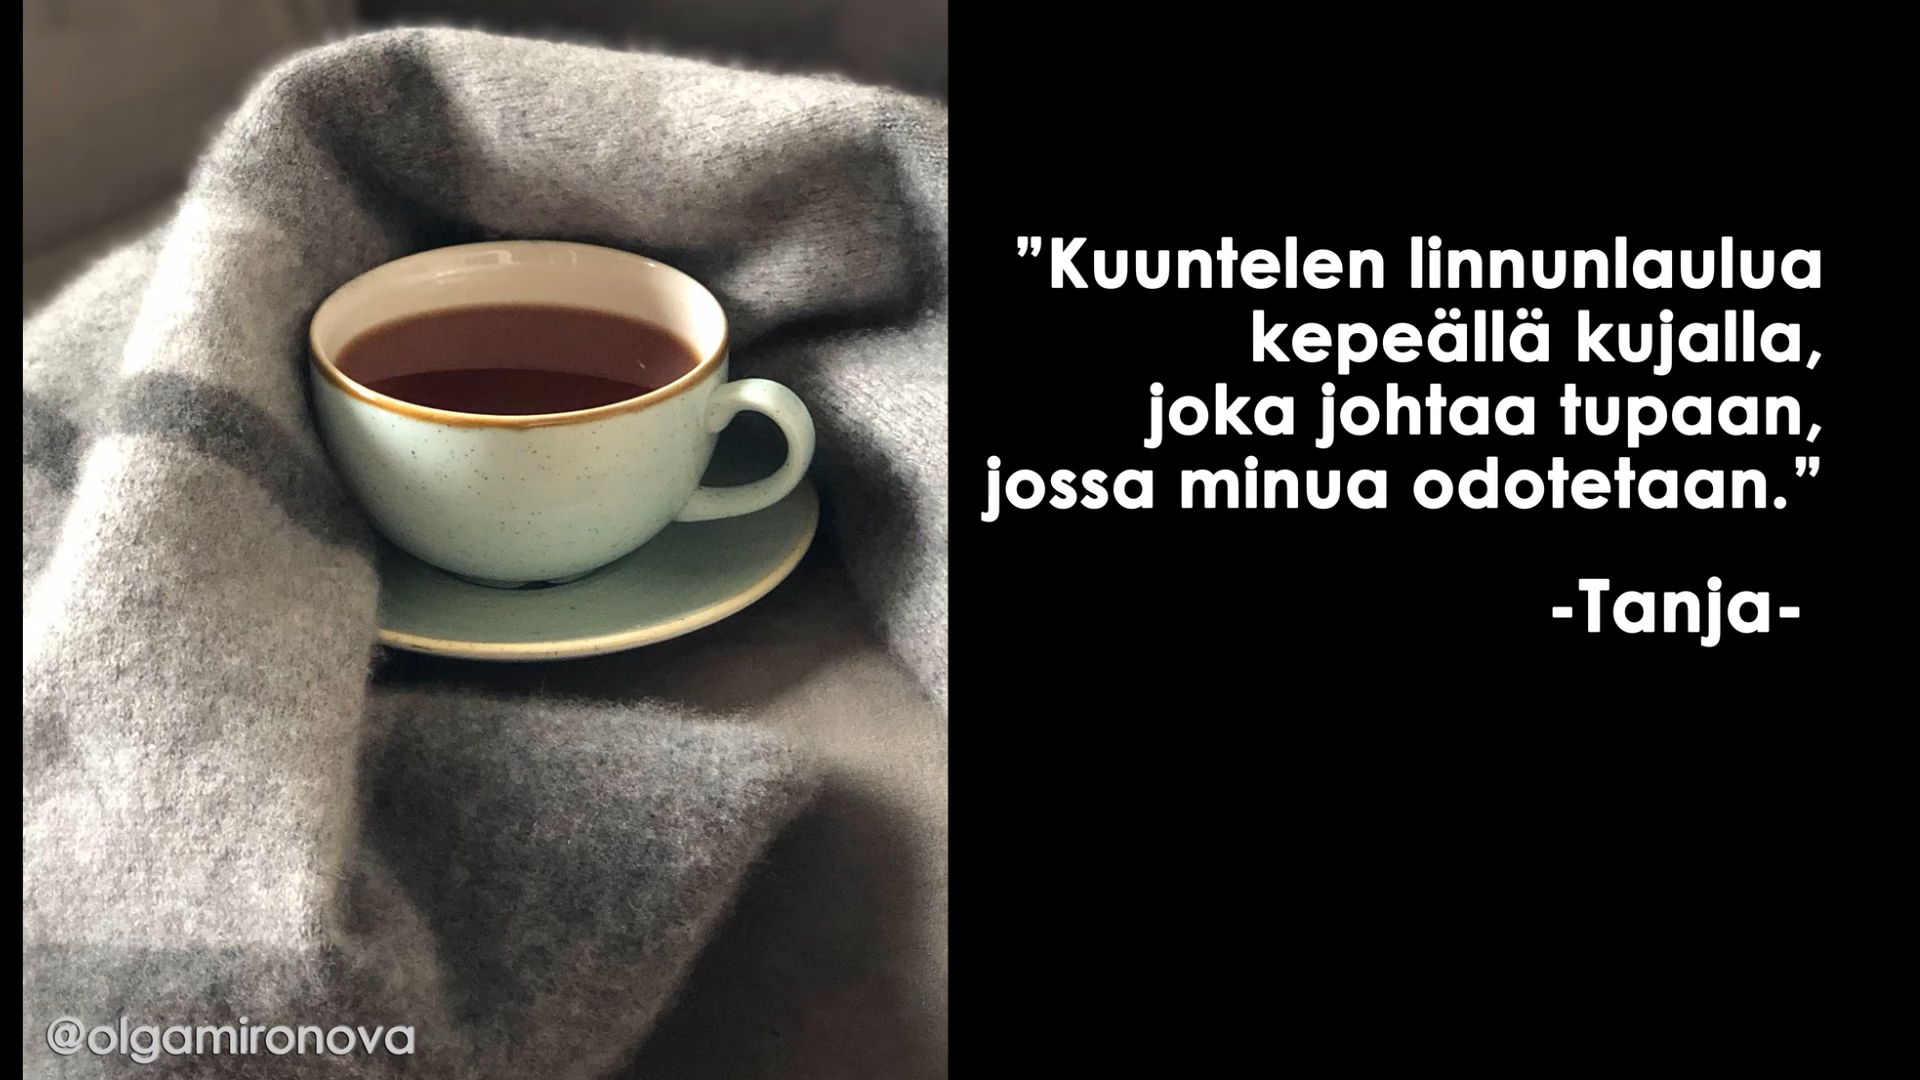 ”Kuuntelen linnunlaulua
kepeällä kujalla,
joka johtaa tupaan,
jossa minua odotetaan.”
-Tanja-
@olgamironova